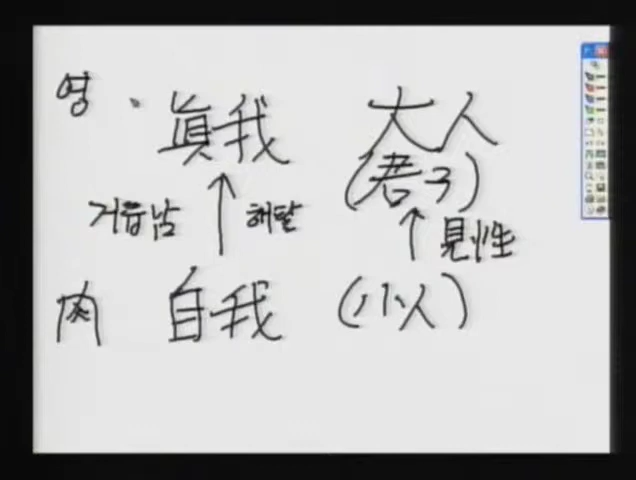 영 眞我 大人
(君子)
거듭남 ↑ 해탈 ↑ 見性
肉 自我 (小人)